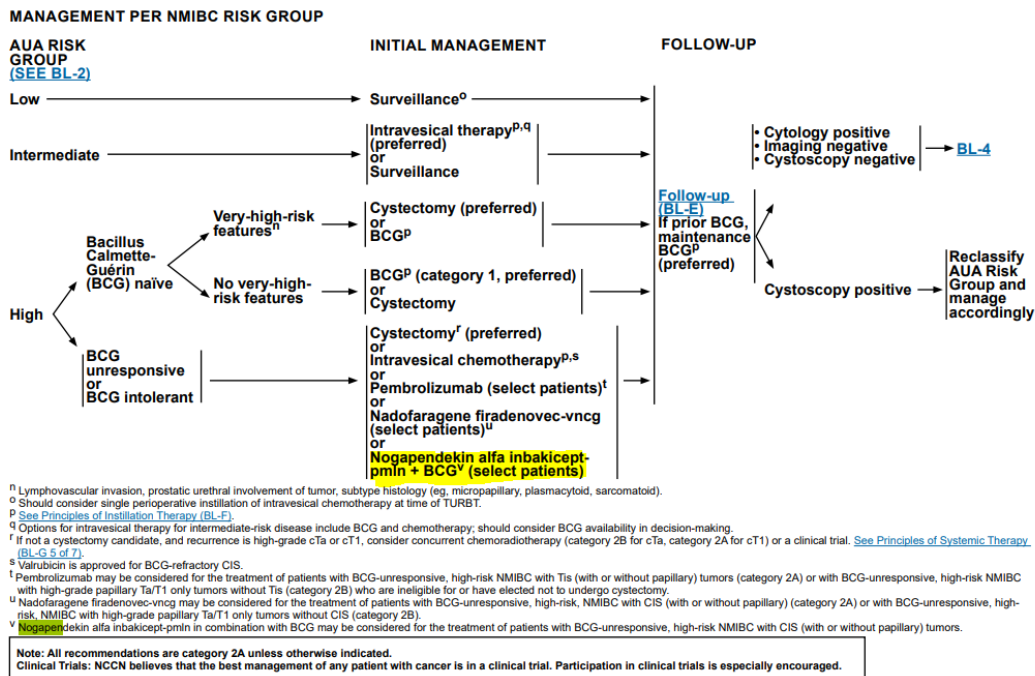 MANAGEMENT PER NMIBC RISK GROUP
AUA RISK
GROUP
(SEE BL-2)
INITIAL MANAGEMENT
FOLLOW-UP
Low
Surveillanceᵒ
Intermediate
Intravesical therapyᵖ,q
(preferred)
or
Surveillance
High
Bacillus
Calmette-
Guérin
(BCG) naïve
Very-high-risk
featuresⁿ
Cystectomy (preferred)
or
BCGᵖ
No very-high-
risk features
BCGᵖ (category 1, preferred)
or
Cystectomy
BCG
unresponsive
or
BCG intolerant
Cystectomyʳ (preferred)
or
Intravesical chemotherapyᵖ,ˢ
or
Pembrolizumab (select patients)ᵗ
or
Nadofaragene firadenovec-vncg
(select patients)ᵘ
or
Nogapendekin alfa inbakicept-
pmln + BCGᵛ (select patients)
Follow-up
(BL-E)
If prior BCG,
maintenance
BCGᵖ
(preferred)
• Cytology positive
• Imaging negative
• Cystoscopy negative
BL-4
Cystoscopy positive
Reclassify
AUA Risk
Group and
manage
accordingly
ⁿ Lymphovascular invasion, prostatic urethral involvement of tumor, subtype histology (eg, micropapillary, plasmacytoid, sarcomatoid).
ᵒ Should consider single perioperative instillation of intravesical chemotherapy at time of TURBT.
ᵖ See Principles of Instillation Therapy (BL-F).
q Options for intravesical therapy for intermediate-risk disease include BCG and chemotherapy; should consider BCG availability in decision-making.
ʳ If not a cystectomy candidate, and recurrence is high-grade cTa or cT1, consider concurrent chemoradiotherapy (category 2B for cTa, category 2A for cT1) or a clinical trial. See Principles of Systemic Therapy
(BL-G 5 of 7).
ˢ Valrubicin is approved for BCG-refractory CIS.
ᵗ Pembrolizumab may be considered for the treatment of patients with BCG-unresponsive, high-risk NMIBC with Tis (with or without papillary) tumors (category 2A) or with BCG-unresponsive, high-risk NMIBC
with high-grade papillary Ta/T1 only tumors without Tis (category 2B) who are ineligible for or have elected not to undergo cystectomy.
ᵘ Nadofaragene firadenovec-vncg may be considered for the treatment of patients with BCG-unresponsive, high-risk, NMIBC with CIS (with or without papillary) (category 2A) or with BCG-unresponsive, high-
risk, NMIBC with high-grade papillary Ta/T1 only tumors without CIS (category 2B).
ᵛ Nogapendekin alfa inbakicept-pmln in combination with BCG may be considered for the treatment of patients with BCG-unresponsive, high-risk NMIBC with CIS (with or without papillary) tumors.
Note: All recommendations are category 2A unless otherwise indicated.
Clinical Trials: NCCN believes that the best management of any patient with cancer is in a clinical trial. Participation in clinical trials is especially encouraged.